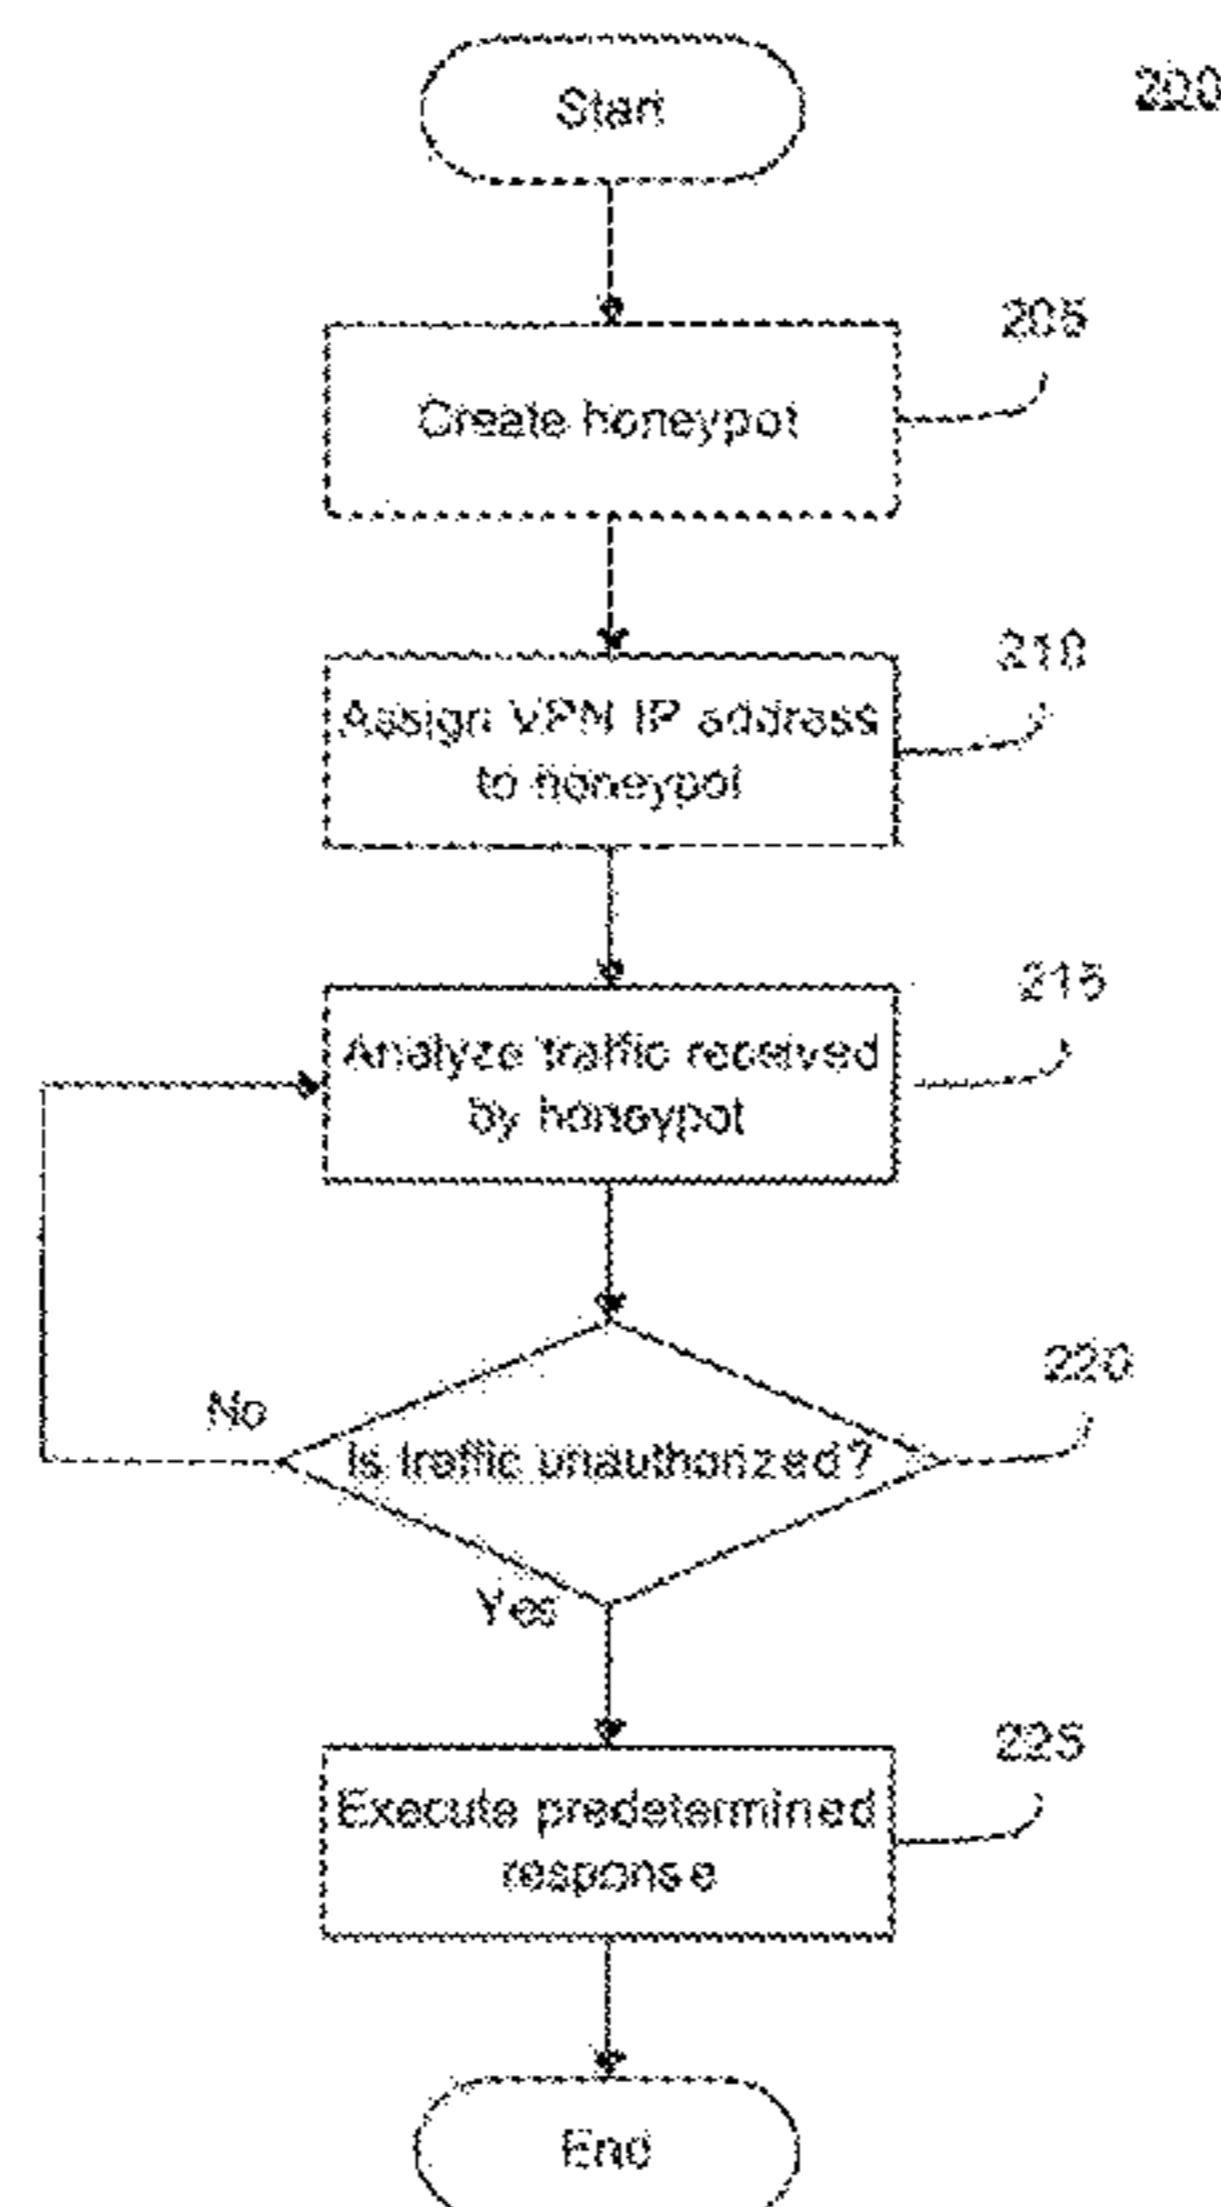 Start
200
205
Create honeypot
210
Assign VPN IP address
to honeypot
215
Analyze traffic received
by honeypot
220
No
Is traffic unauthorized?
Yes
225
Execute predetermined
response
End